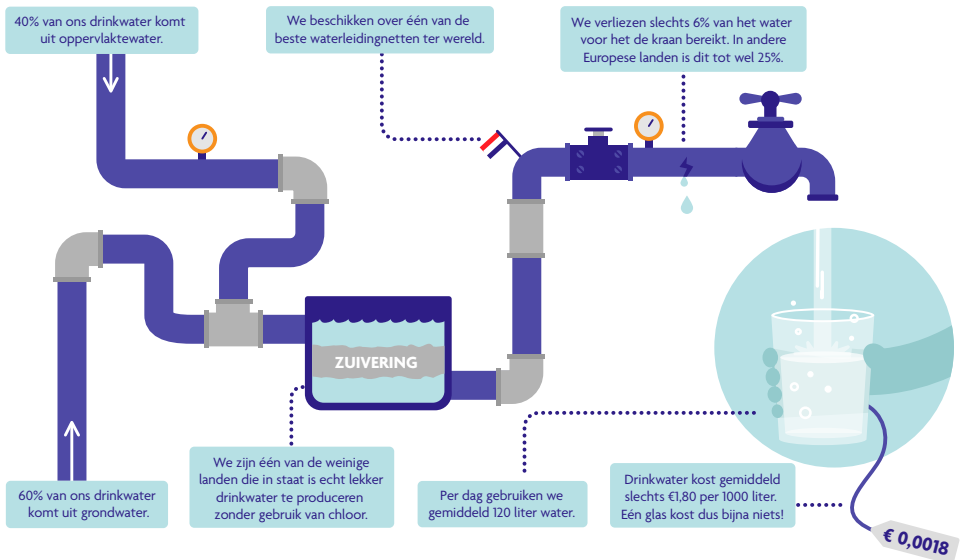 40% van ons drinkwater komt
uit oppervlaktewater.
We beschikken over één van de
beste waterleidingnetten ter wereld.
We verliezen slechts 6% van het water
voor het de kraan bereikt. In andere
Europese landen is dit tot wel 25%.
ZUIVERING
60% van ons drinkwater
komt uit grondwater.
We zijn één van de weinige
landen die in staat is echt lekker
drinkwater te produceren
zonder gebruik van chloor.
Per dag gebruiken we
gemiddeld 120 liter water.
Drinkwater kost gemiddeld
slechts €1,80 per 1000 liter.
Eén glas kost dus bijna niets!
€ 0,0018